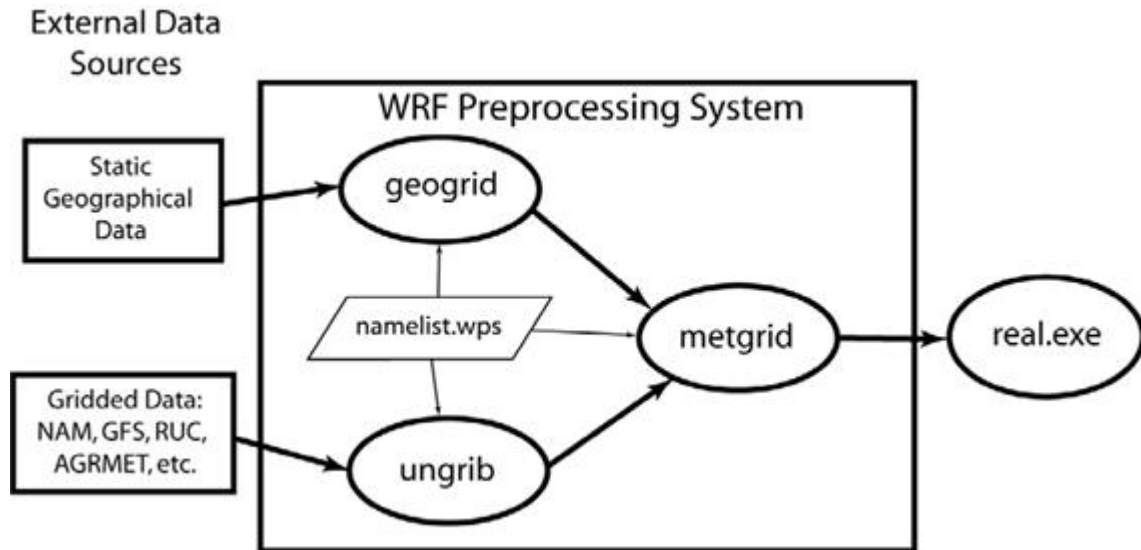 External Data
Sources
WRF Preprocessing System
Static
Geographical
Data
geogrid
namelist.wps
metgrid
real.exe
Gridded Data:
NAM, GFS, RUC,
AGRMET, etc.
ungrib